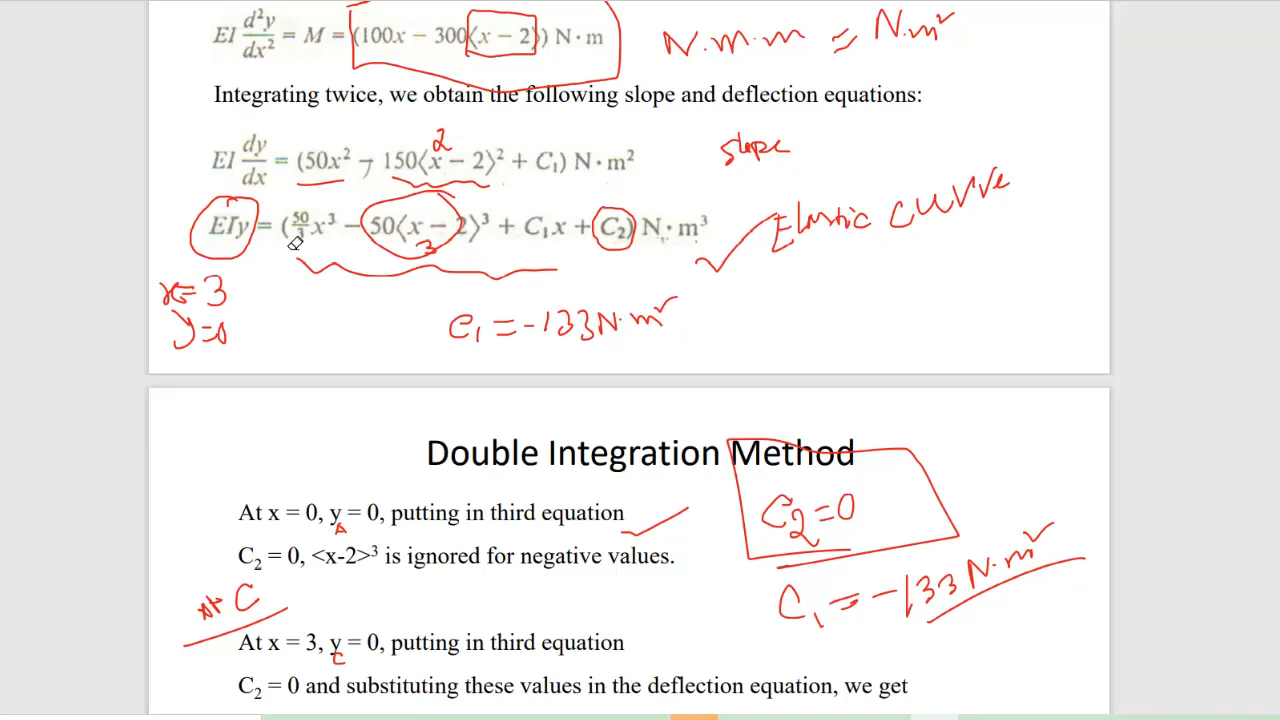 EI d²y/dx² = M = (100x − 300⟨x − 2⟩) N · m
N.m.m = N.m²
Integrating twice, we obtain the following slope and deflection equations:
EI dy/dx = (50x² − 150⟨x − 2⟩² + C₁) N · m²
2
slope
EIy = (50/3 x³ − 50⟨x − 2⟩³ + C₁x + C₂) N · m³
3
Elastic curve
x=3
y=0
C₁ = -133 N.m²
Double Integration Method
C₂=0
At x = 0, y = 0, putting in third equation
A
C₂ = 0, <x-2>³ is ignored for negative values.
C₁ = -133 N.m²
At C
At x = 3, y = 0, putting in third equation
C
C₂ = 0 and substituting these values in the deflection equation, we get